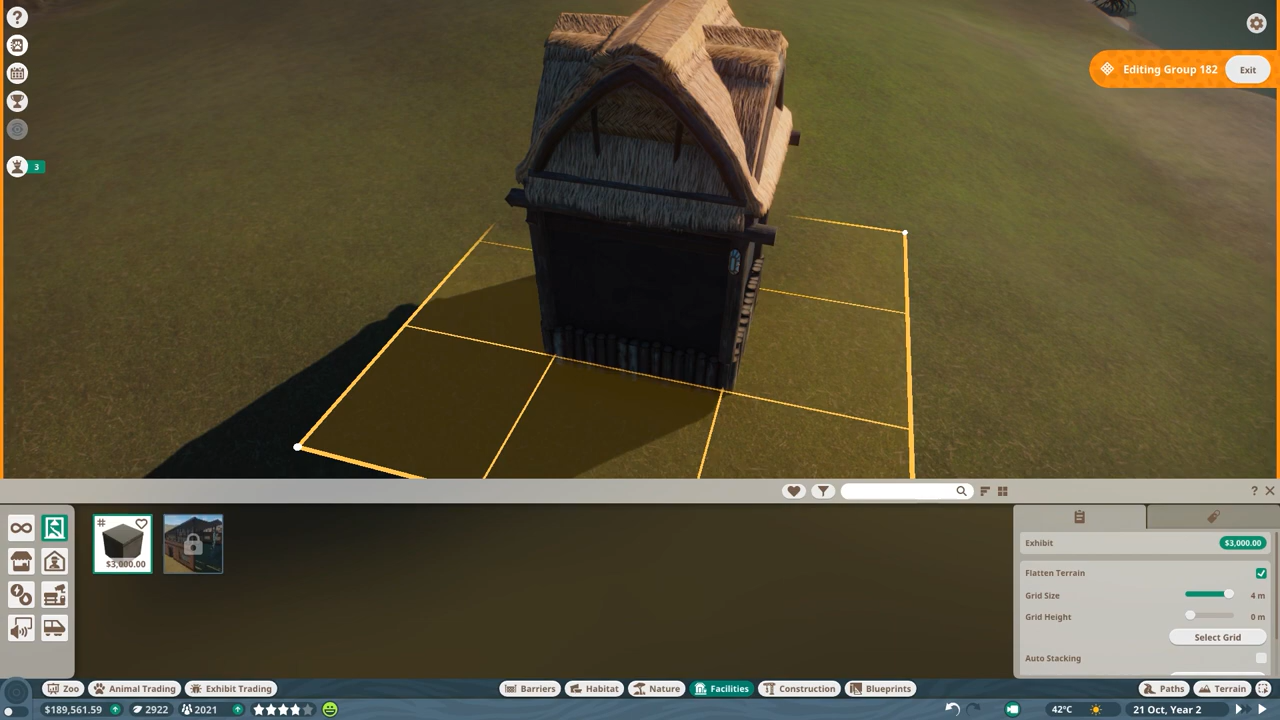 ?
Editing Group 182
Exit
3
? 
#
$3,000.00
Exhibit
$3,000.00
Flatten Terrain
Grid Size
4 m
Grid Height
0 m
Select Grid
Auto Stacking
Zoo
Animal Trading
Exhibit Trading
Barriers
Habitat
Nature
Facilities
Construction
Blueprints
Paths
Terrain
$189,561.59
2922
2021
42°C
21 Oct, Year 2